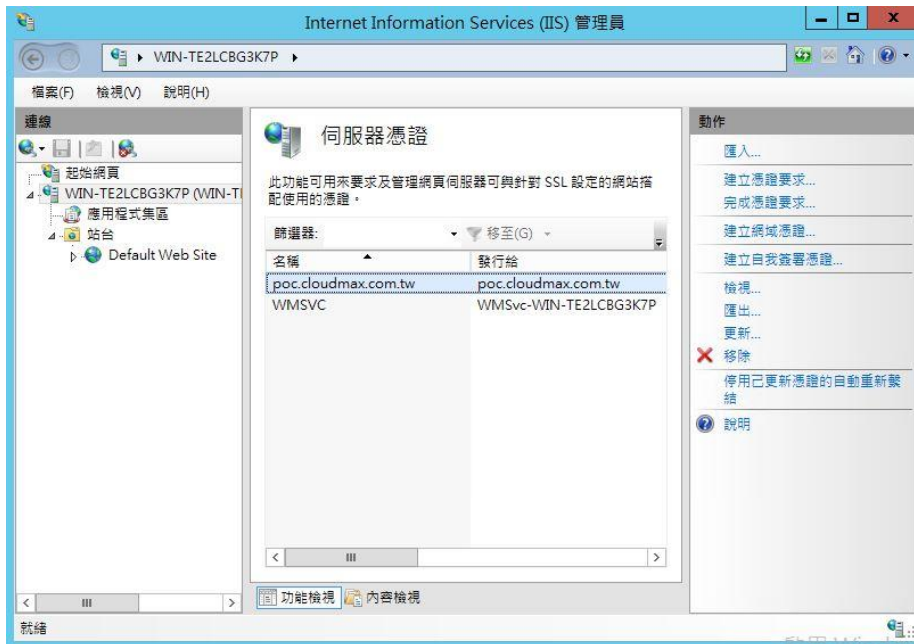 Internet Information Services (IIS) 管理員
WIN-TE2LCBG3K7P
檔案(F) 檢視(V) 說明(H)
連線
起始網頁
WIN-TE2LCBG3K7P (WIN-TI
應用程式集區
站台
Default Web Site
伺服器憑證
此功能可用來要求及管理網頁伺服器可與針對 SSL 設定的網站搭
配使用的憑證。
篩選器: 移至(G)
名稱 發行給
poc.cloudmax.com.tw poc.cloudmax.com.tw
WMSVC WMSvc-WIN-TE2LCBG3K7P
功能檢視 內容檢視
動作
匯入...
建立憑證要求...
完成憑證要求...
建立網域憑證...
建立自我簽署憑證...
檢視...
匯出...
更新...
移除
停用已更新憑證的自動重新繫
結
說明
就緒